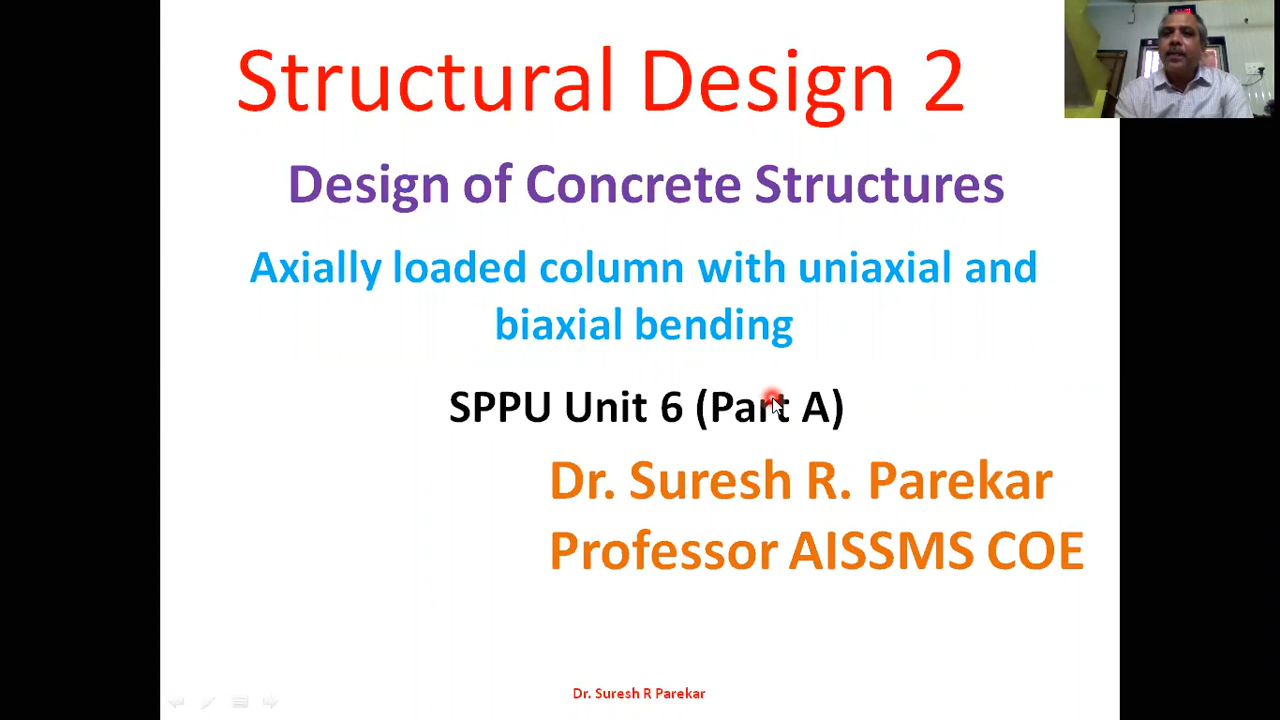 Structural Design 2
Design of Concrete Structures
Axially loaded column with uniaxial and
biaxial bending
SPPU Unit 6 (Part A)
Dr. Suresh R. Parekar
Professor AISSMS COE
Dr. Suresh R Parekar